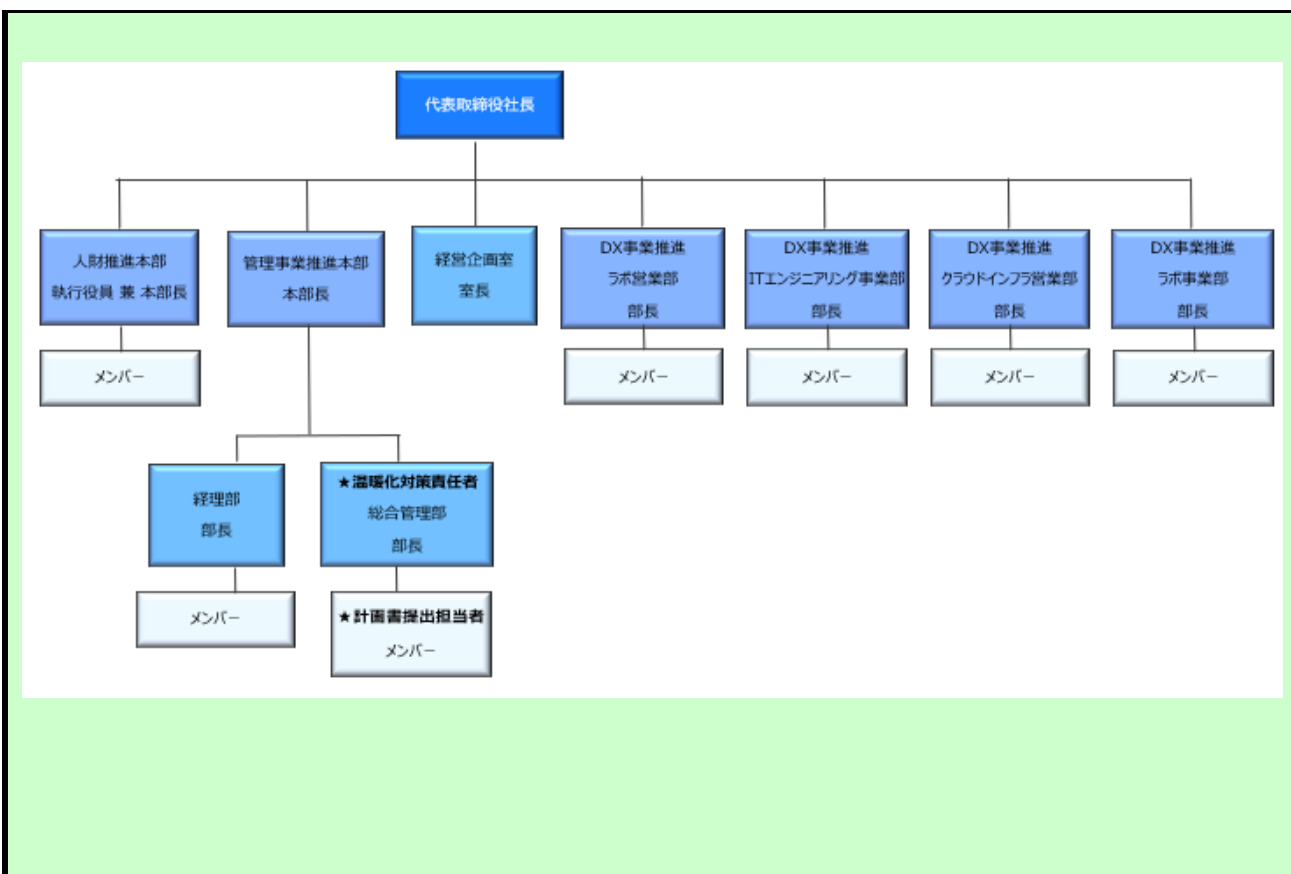 代表取締役社長
人財推進本部
執行役員 兼 本部長
管理事業推進本部
本部長
経営企画室
室長
DX事業推進
ラボ営業部
部長
DX事業推進
ITエンジニアリング事業部
部長
DX事業推進
クラウドインフラ営業部
部長
DX事業推進
ラボ事業部
部長
メンバー
メンバー
メンバー
メンバー
メンバー
経理部
部長
★温暖化対策責任者
総合管理部
部長
メンバー
★計画書提出担当者
メンバー